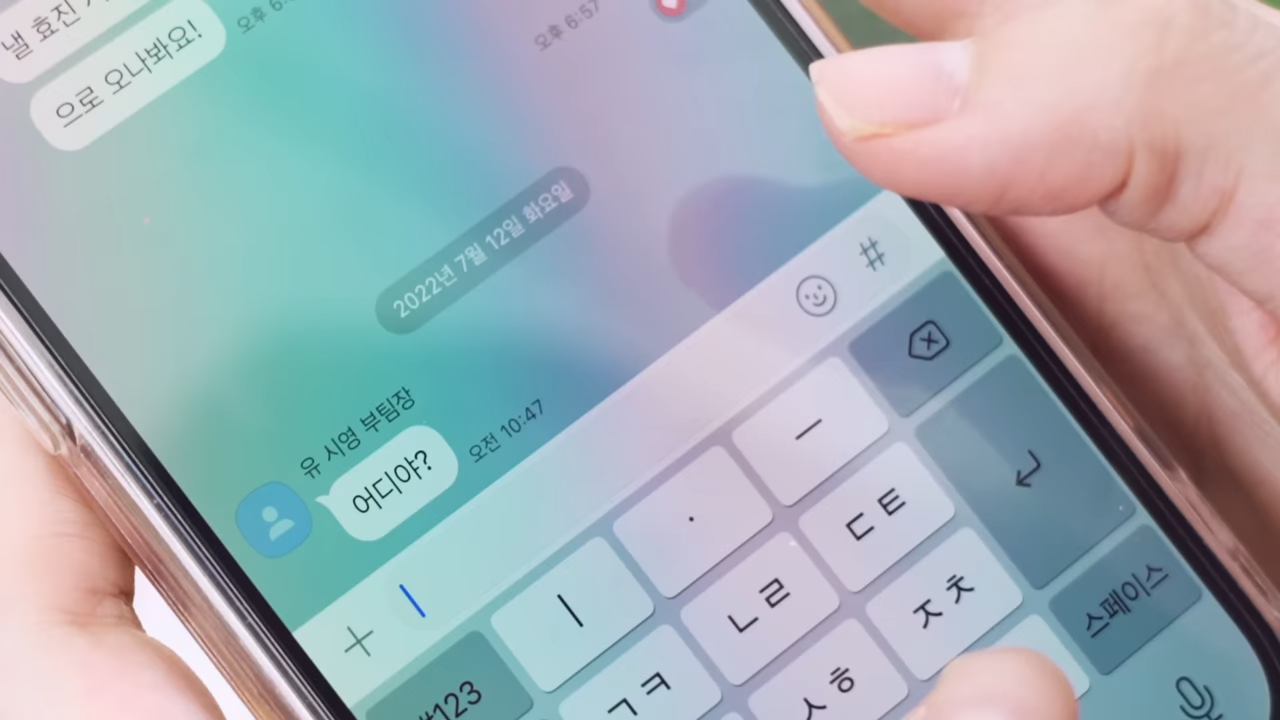 낼 효진
으로 오나봐요!
오후 6:57
2022년 7월 12일 화요일
유 시영 부팀장
어디야?
오전 10:47
#
ㅣ ㆍ ㅡ
ㄱㅋ ㄴㄹ ㄷㅌ
ㅅㅎ ㅈㅊ 스페이스
#123